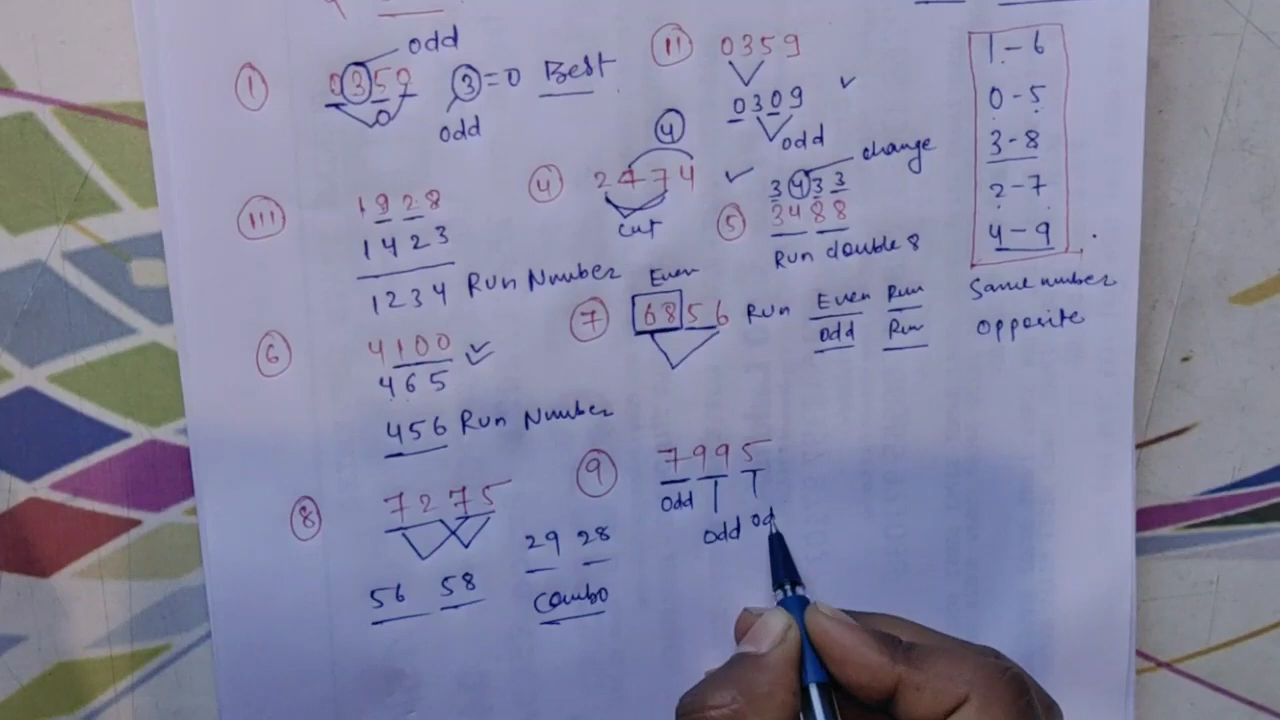 ① 0359 odd
0
3 = 0 Best
odd
II 0359
0309 ✓
odd
1 - 6
0 - 5
3 - 8
2 - 7
4 - 9
Same number
opposite
III 1928
1423
1234 Run Number
④ 2474 ✓
4
cut
⑤ 3433 change
3488
Run double 8
⑥ 4100 ✓
465
456 Run Number
⑦ 6856 Run
Even
Even Run
odd Run
⑧ 7275
56 58
29 28
Combo
⑨ 7995
odd
odd od